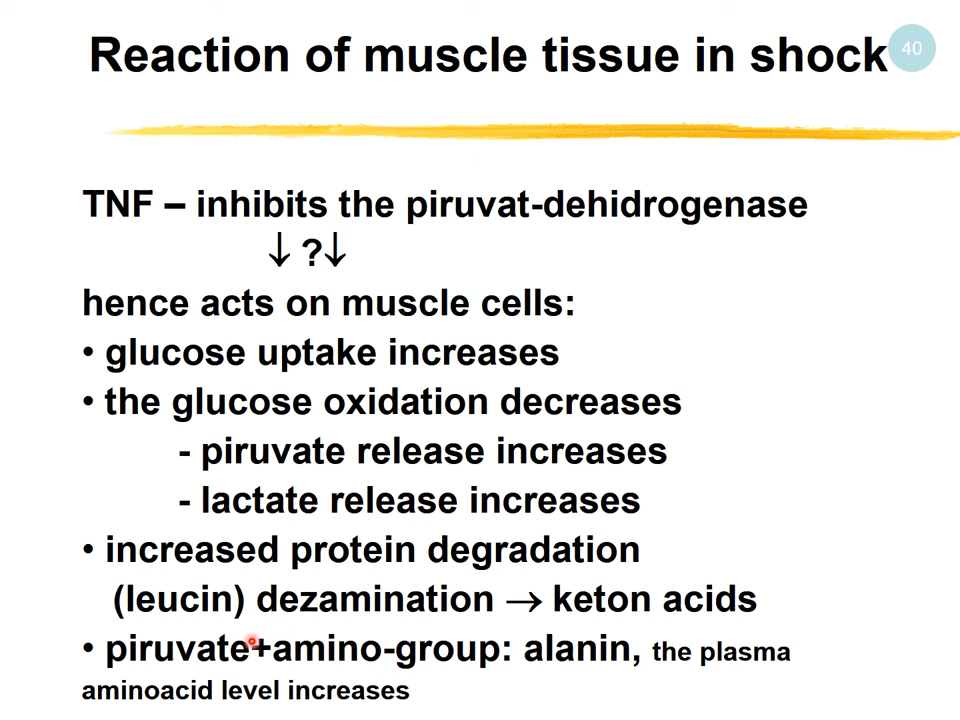 Reaction of muscle tissue in shock
40
TNF – inhibits the piruvat-dehidrogenase
↓ ?↓
hence acts on muscle cells:
• glucose uptake increases
• the glucose oxidation decreases
- piruvate release increases
- lactate release increases
• increased protein degradation
(leucin) dezamination → keton acids
• piruvate+amino-group: alanin, the plasma
aminoacid level increases